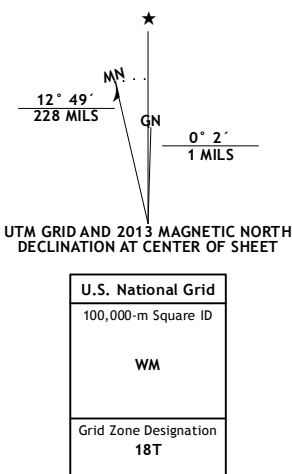 ★
MN
GN
12° 49´
228 MILS
0° 2´
1 MILS
UTM GRID AND 2013 MAGNETIC NORTH
DECLINATION AT CENTER OF SHEET
U.S. National Grid
100,000-m Square ID
WM
Grid Zone Designation
18T